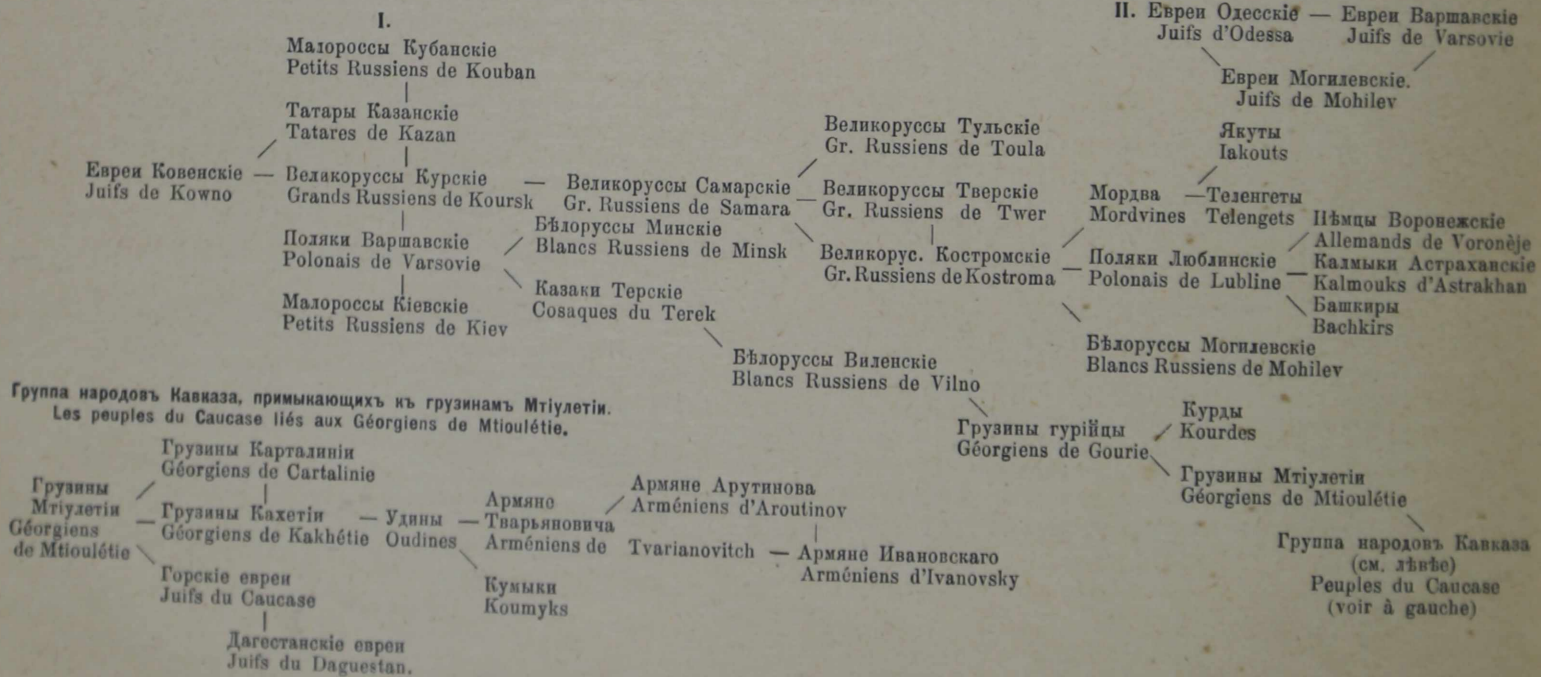 I.
Малороссы Кубанскіе
Petits Russiens de Kouban
Татары Казанскіе
Tatares de Kazan
Евреи Ковенскіе
Juifs de Kowno
Великоруссы Курскіе
Grands Russiens de Koursk
Поляки Варшавскіе
Polonais de Varsovie
Малороссы Кіевскіе
Petits Russiens de Kiev
Великоруссы Самарскіе
Gr. Russiens de Samara
Бѣлоруссы Минскіе
Blancs Russiens de Minsk
Казаки Терскіе
Cosaques du Terek
Великоруссы Тульскіе
Gr. Russiens de Toula
Великоруссы Тверскіе
Gr. Russiens de Twer
Великорус. Костромскіе
Gr. Russiens de Kostroma
Бѣлоруссы Виленскіе
Blancs Russiens de Vilno
II. Евреи Одесскіе — Евреи Варшавскіе
Juifs d'Odessa Juifs de Varsovie
Евреи Могилевскіе.
Juifs de Mohilev
Якуты
Iakouts
Мордва — Теленгеты
Mordvines Telengets
Нѣмцы Воронежскіе
Allemands de Voronèje
Поляки Люблинскіе
Polonais de Lubline
Калмыки Астраханскіе
Kalmouks d'Astrakhan
Башкиры
Bachkirs
Бѣлоруссы Могилевскіе
Blancs Russiens de Mohilev
Грузины гурійцы
Géorgiens de Gourie
Курды
Kourdes
Грузины Мтіулетіи
Géorgiens de Mtioulétie
Группа народовъ Кавказа
(см. лѣвѣе)
Peuples du Caucase
(voir à gauche)
Группа народовъ Кавказа, примыкающихъ къ грузинамъ Мтіулетіи.
Les peuples du Caucase liés aux Géorgiens de Mtioulétie.
Грузины
Мтіулетіи
Géorgiens
de Mtioulétie
Грузины Карталиніи
Géorgiens de Cartalinie
Грузины Кахетіи
Géorgiens de Kakhétie
Горскіе евреи
Juifs du Caucase
Дагестанскіе евреи
Juifs du Daguestan.
Удины
Oudines
Армяне
Тварьяновича
Arméniens de Tvarianovitch
Кумыки
Koumyks
Армяне Арутинова
Arméniens d'Aroutinov
Армяне Ивановскаго
Arméniens d'Ivanovsky